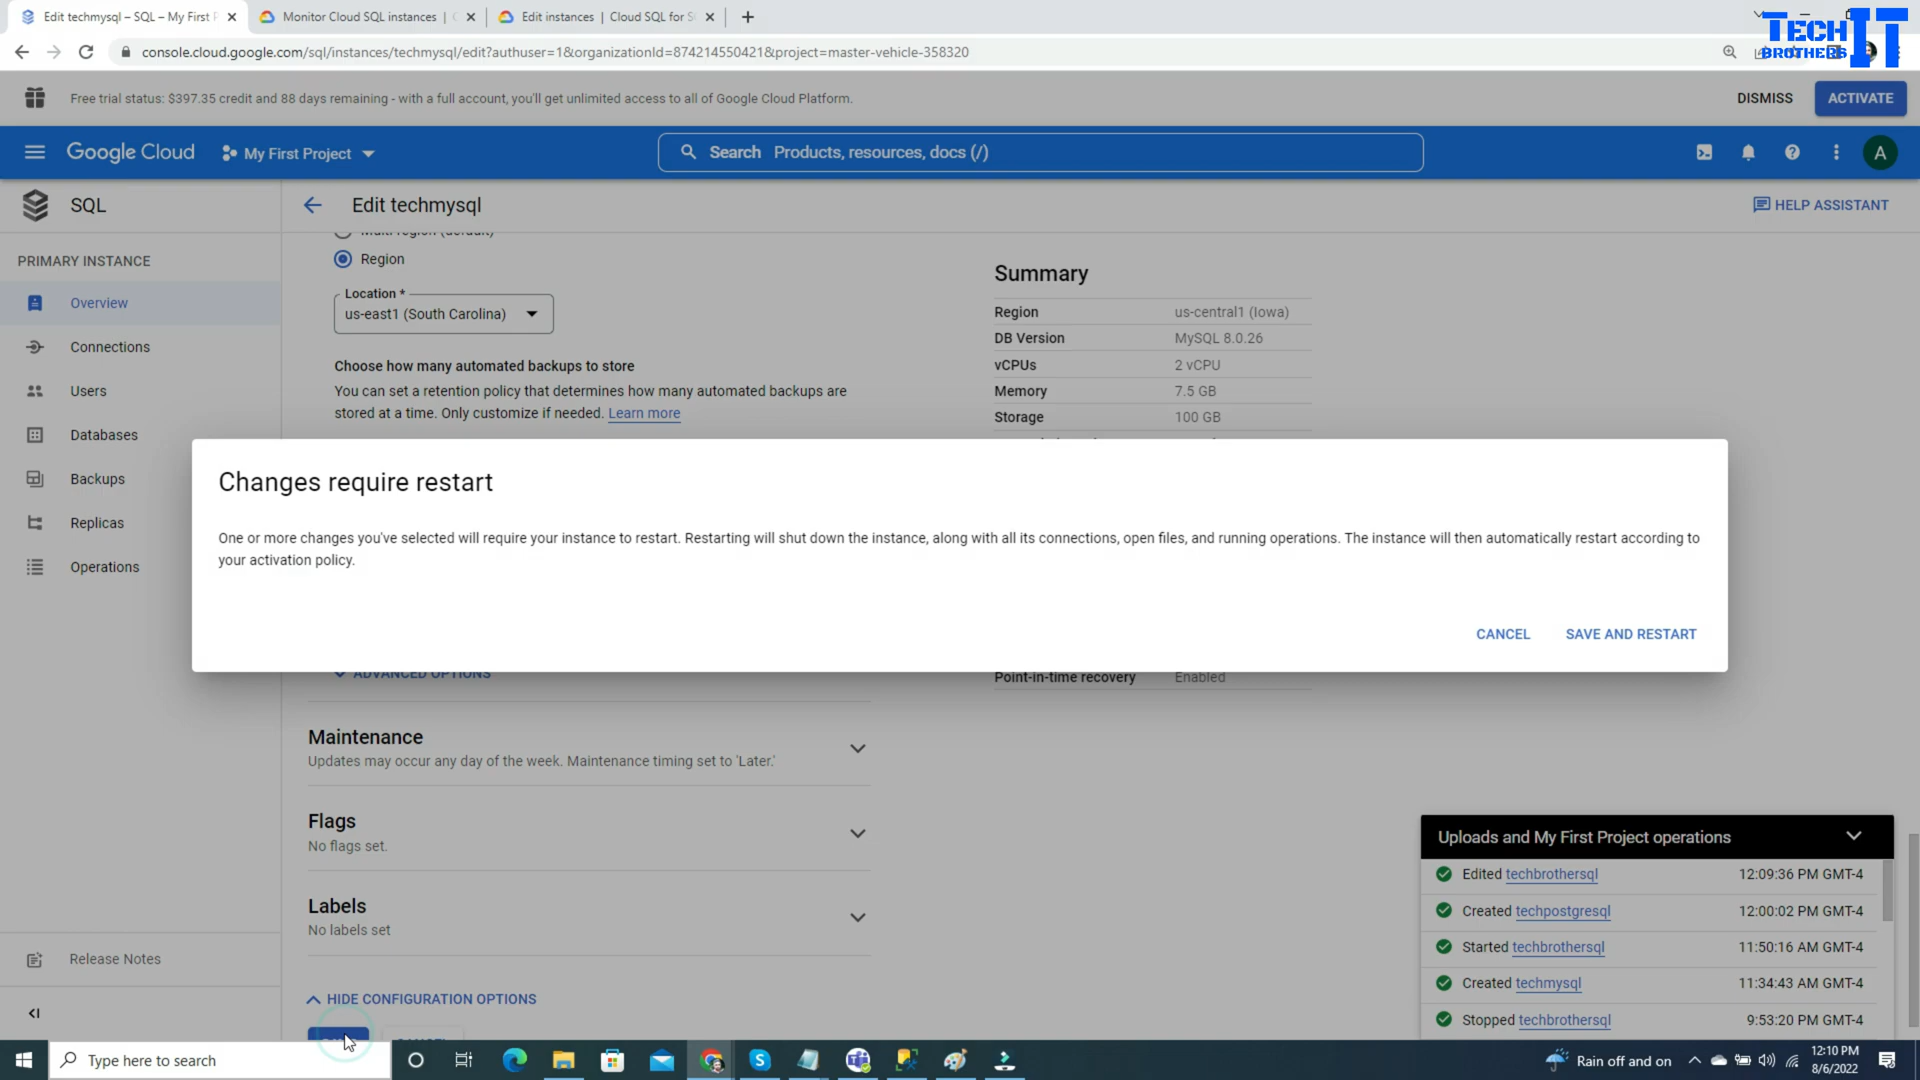 Edit techmysql – SQL – My First P
Monitor Cloud SQL instances | C
Edit instances | Cloud SQL for S
TECH IT
BROTHERS
console.cloud.google.com/sql/instances/techmysql/edit?authuser=1&organizationId=874214550421&project=master-vehicle-358320
Free trial status: $397.35 credit and 88 days remaining - with a full account, you'll get unlimited access to all of Google Cloud Platform.
DISMISS
ACTIVATE
Google Cloud
My First Project
Search Products, resources, docs (/)
A
SQL
Edit techmysql
HELP ASSISTANT
PRIMARY INSTANCE
Overview
Connections
Users
Databases
Backups
Replicas
Operations
Release Notes
Multi-region (default)
Region
Location *
us-east1 (South Carolina)
Choose how many automated backups to store
You can set a retention policy that determines how many automated backups are
stored at a time. Only customize if needed. Learn more
Summary
Region us-central1 (Iowa)
DB Version MySQL 8.0.26
vCPUs 2 vCPU
Memory 7.5 GB
Storage 100 GB
Changes require restart
One or more changes you've selected will require your instance to restart. Restarting will shut down the instance, along with all its connections, open files, and running operations. The instance will then automatically restart according to
your activation policy.
CANCEL
SAVE AND RESTART
ADVANCED OPTIONS
Point-in-time recovery Enabled
Maintenance
Updates may occur any day of the week. Maintenance timing set to 'Later.'
Flags
No flags set.
Labels
No labels set
HIDE CONFIGURATION OPTIONS
Uploads and My First Project operations
Edited techbrothersql 12:09:36 PM GMT-4
Created techpostgresql 12:00:02 PM GMT-4
Started techbrothersql 11:50:16 AM GMT-4
Created techmysql 11:34:43 AM GMT-4
Stopped techbrothersql 9:53:20 PM GMT-4
Type here to search
Rain off and on
12:10 PM
8/6/2022